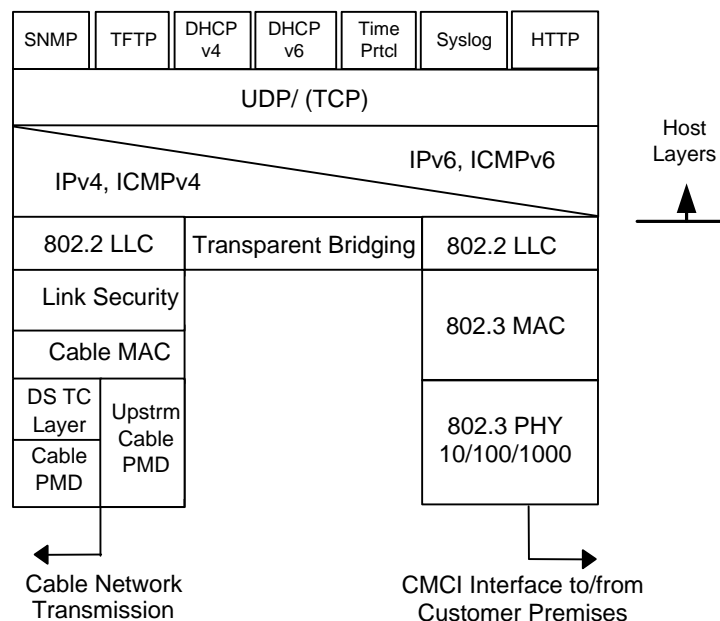 SNMP
TFTP
DHCP
v4
DHCP
v6
Time
Prtcl
Syslog
HTTP
UDP/ (TCP)
IPv4, ICMPv4
IPv6, ICMPv6
Host
Layers
802.2 LLC
Transparent Bridging
802.2 LLC
Link Security
Cable MAC
802.3 MAC
DS TC
Layer
Cable
PMD
Upstrm
Cable
PMD
802.3 PHY
10/100/1000
Cable Network
Transmission
CMCI Interface to/from
Customer Premises